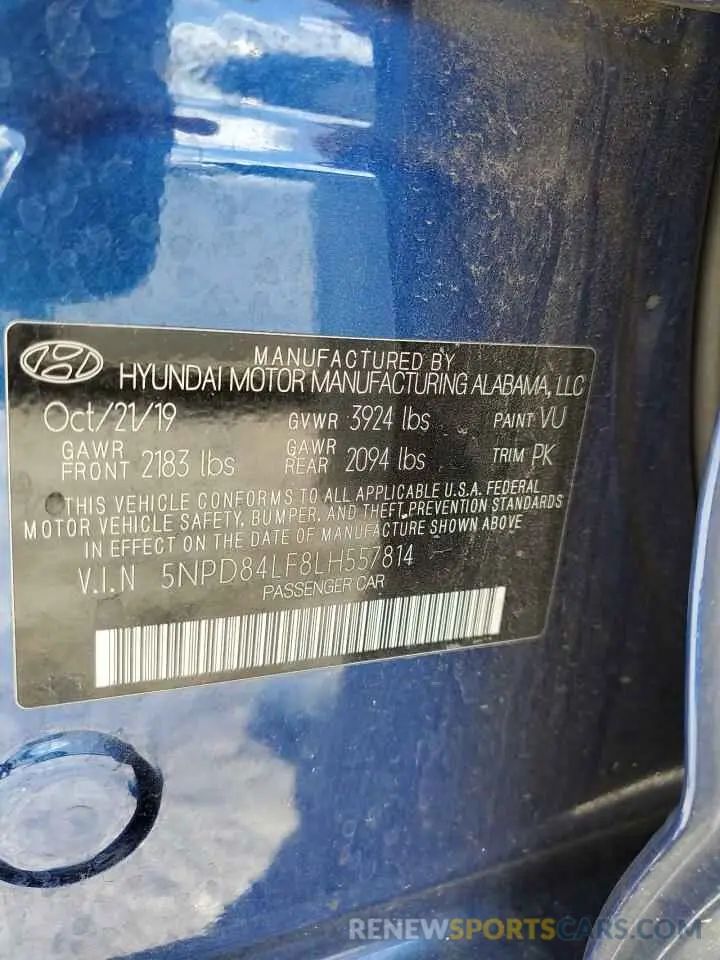 MANUFACTURED BY
HYUNDAI MOTOR MANUFACTURING ALABAMA, LLC
Oct/21/19 GVWR 3924 lbs PAINT VU
GAWR FRONT 2183 lbs GAWR REAR 2094 lbs TRIM PK
THIS VEHICLE CONFORMS TO ALL APPLICABLE U.S.A. FEDERAL
MOTOR VEHICLE SAFETY, BUMPER, AND THEFT PREVENTION STANDARDS
IN EFFECT ON THE DATE OF MANUFACTURE SHOWN ABOVE
V.I.N 5NPD84LF8LH557814
PASSENGER CAR
RENEWSPORTSCARS.COM